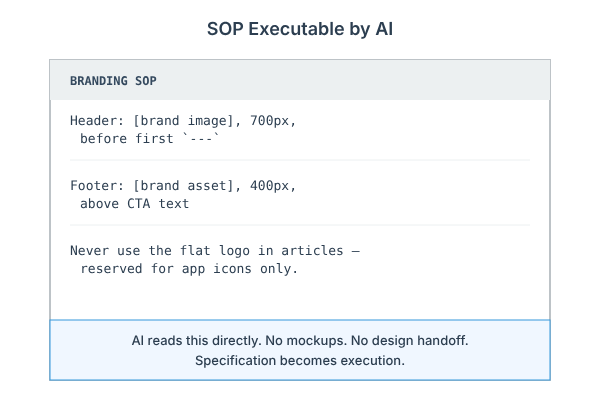 SOP Executable by AI
BRANDING SOP
Header: [brand image], 700px,
before first `---`
Footer: [brand asset], 400px,
above CTA text
Never use the flat logo in articles —
reserved for app icons only.
AI reads this directly. No mockups. No design handoff.
Specification becomes execution.